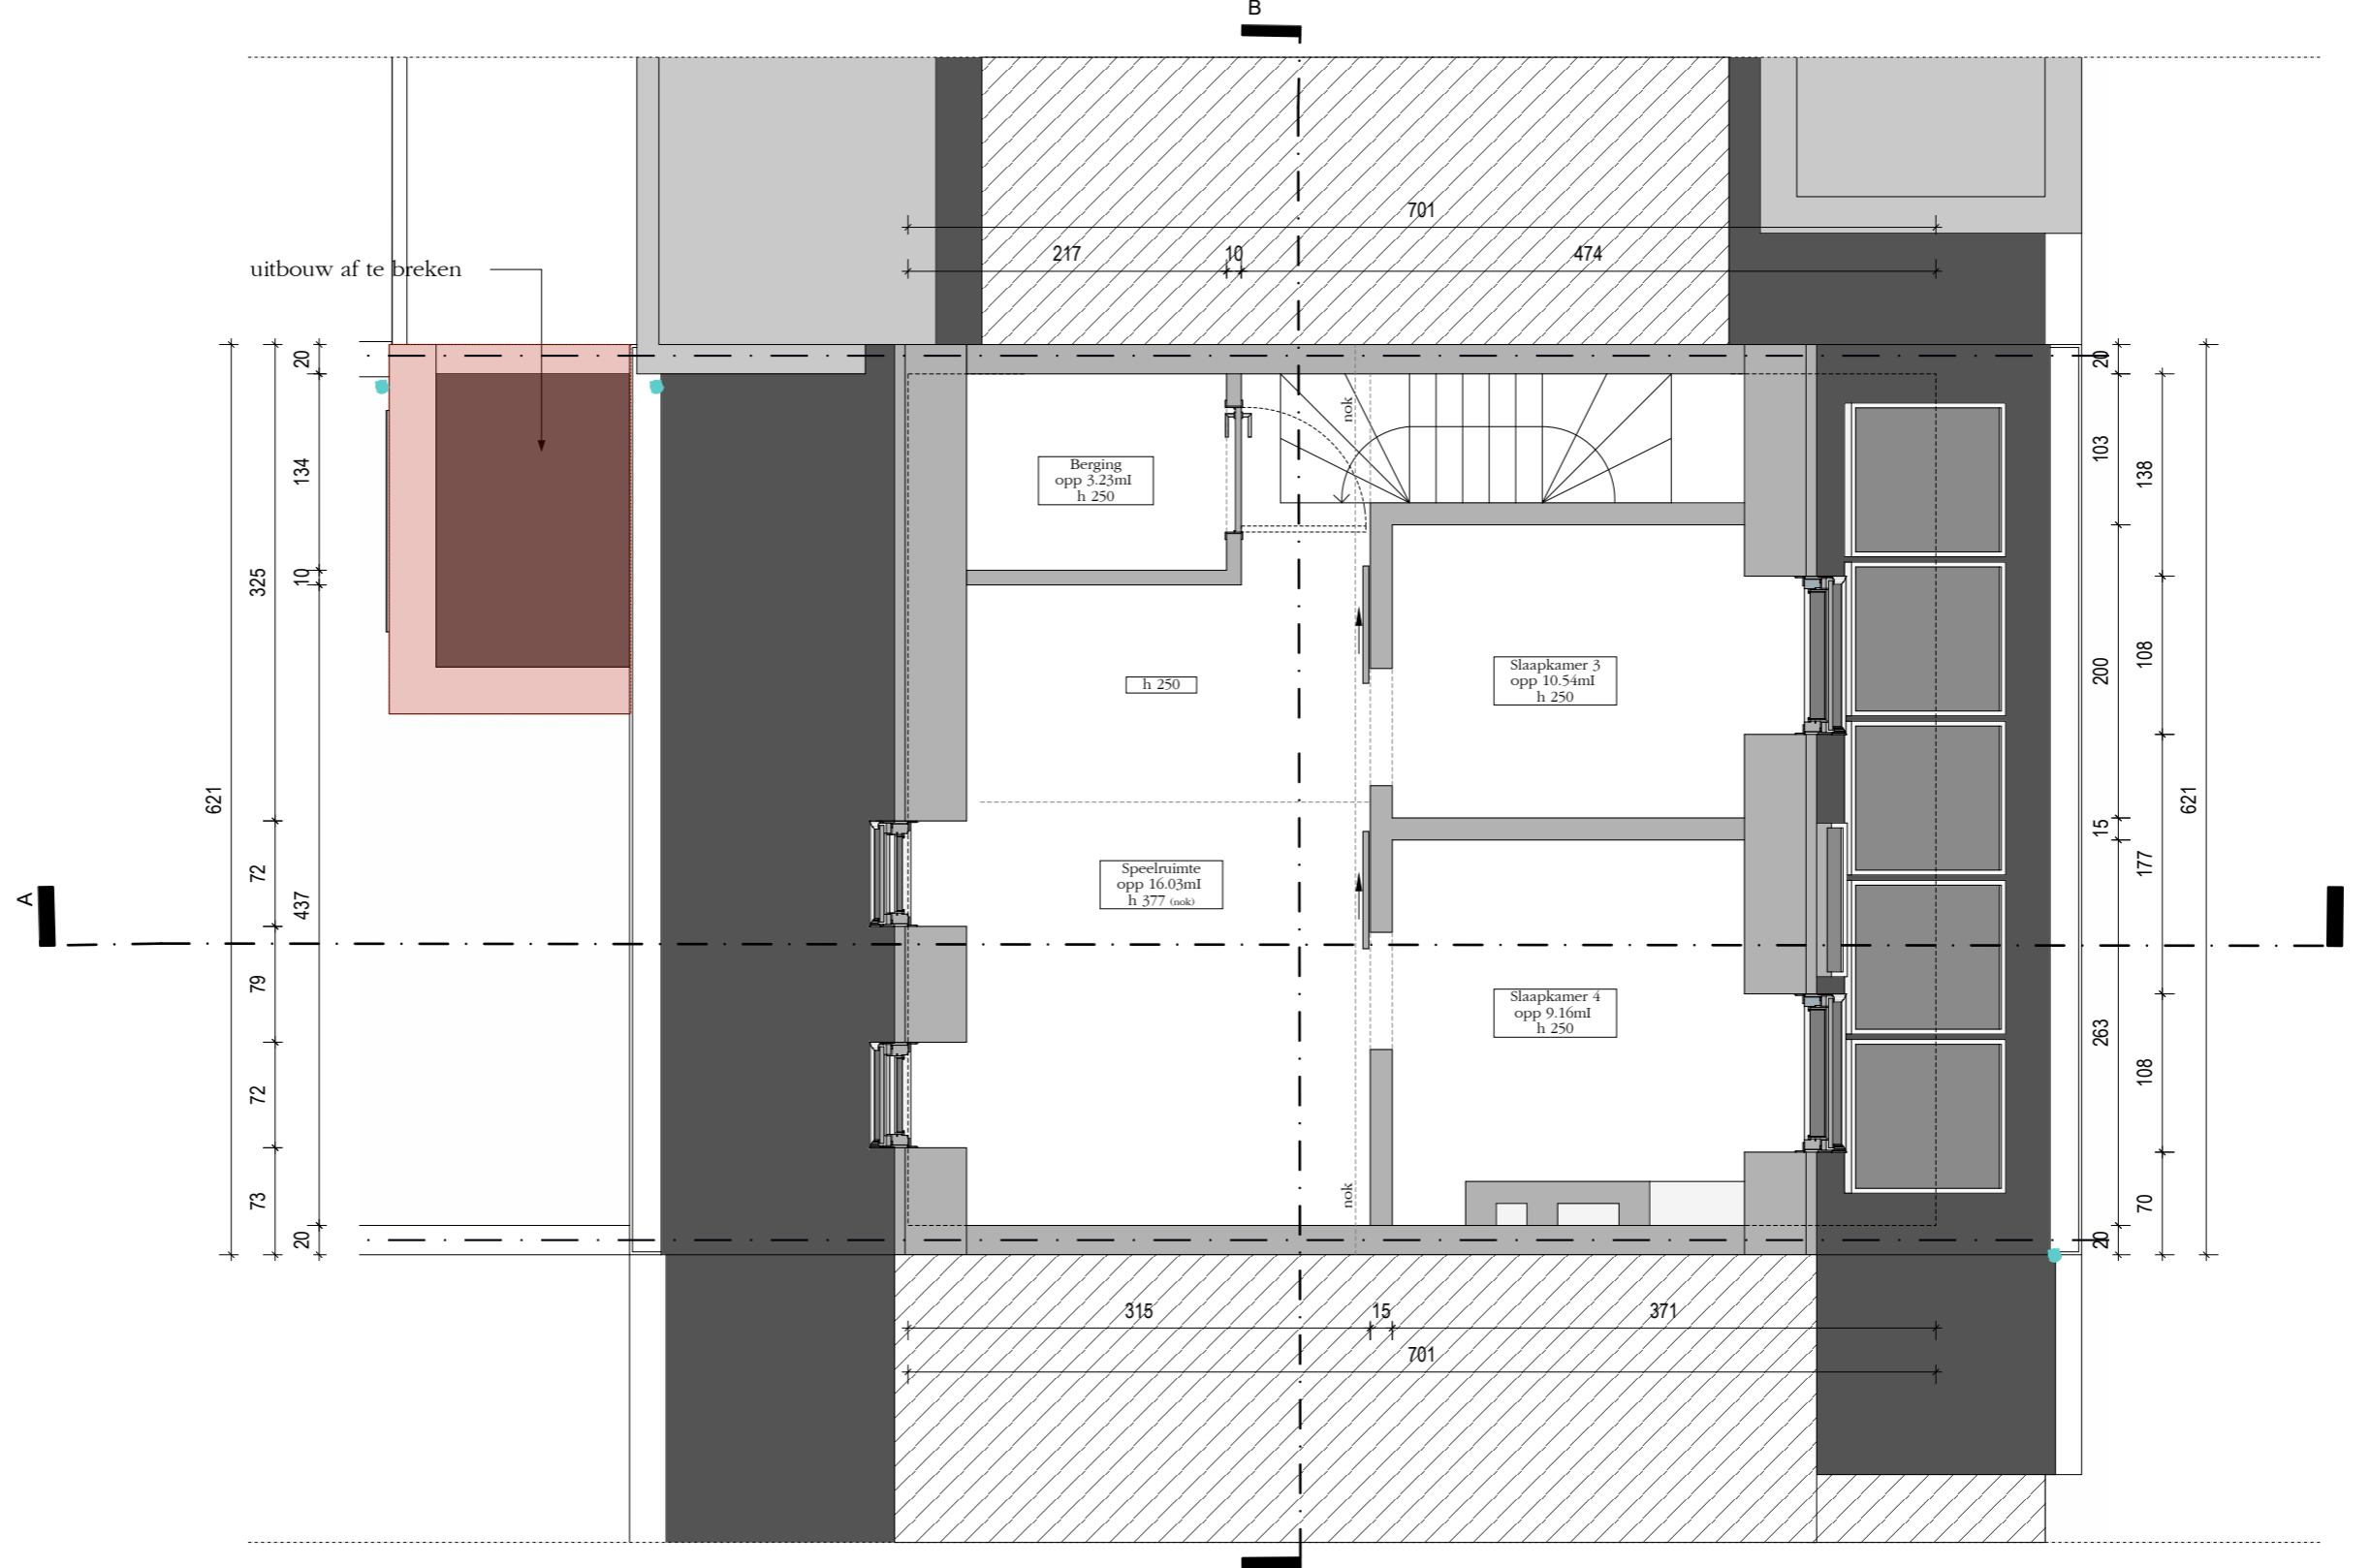 B
701
217
10
474
uitbouw af te breken
20
134
10
437
20
325
72
79
72
73
621
nok
Berging
opp 3.23mI
h 250
h 250
Slaapkamer 3
opp 10.54mI
h 250
Speelruimte
opp 16.03mI
h 377 (nok)
Slaapkamer 4
opp 9.16mI
h 250
nok
A
20
103
200
15
263
20
138
108
177
108
70
621
315
15
371
701